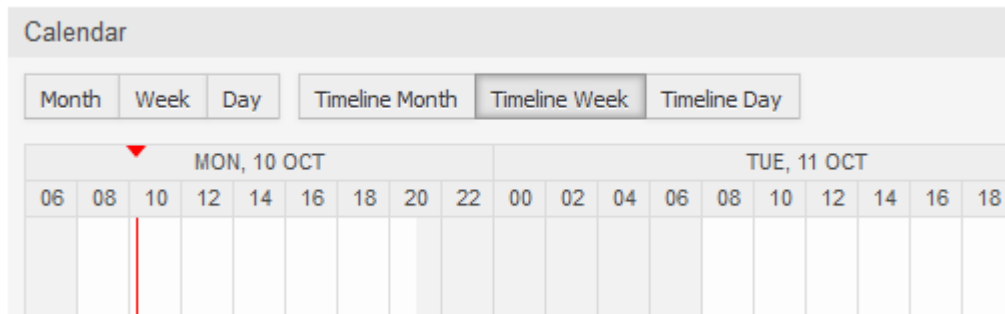 Calendar
Month Week Day Timeline Month Timeline Week Timeline Day
MON, 10 OCT TUE, 11 OCT
06 08 10 12 14 16 18 20 22 00 02 04 06 08 10 12 14 16 18